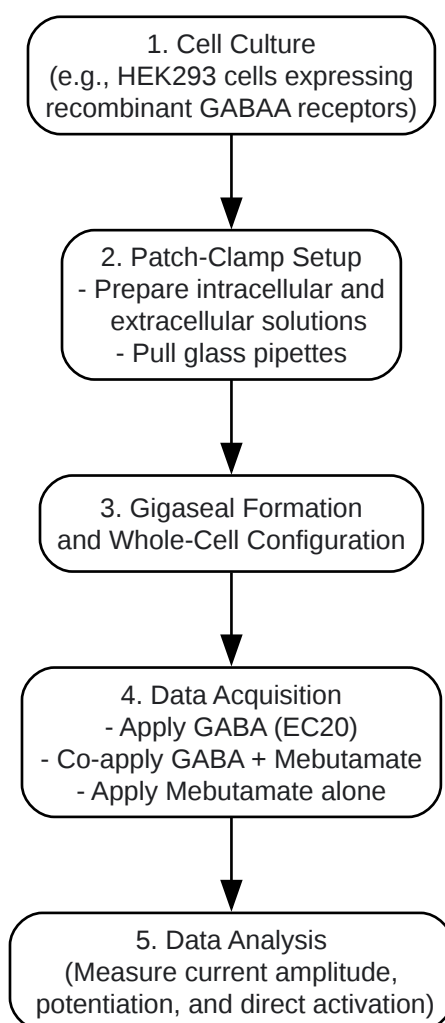 1. Cell Culture
(e.g., HEK293 cells expressing
recombinant GABAA receptors)
2. Patch-Clamp Setup
- Prepare intracellular and
extracellular solutions
- Pull glass pipettes
3. Gigaseal Formation
and Whole-Cell Configuration
4. Data Acquisition
- Apply GABA (EC20)
- Co-apply GABA + Mebutamate
- Apply Mebutamate alone
5. Data Analysis
(Measure current amplitude,
potentiation, and direct activation)